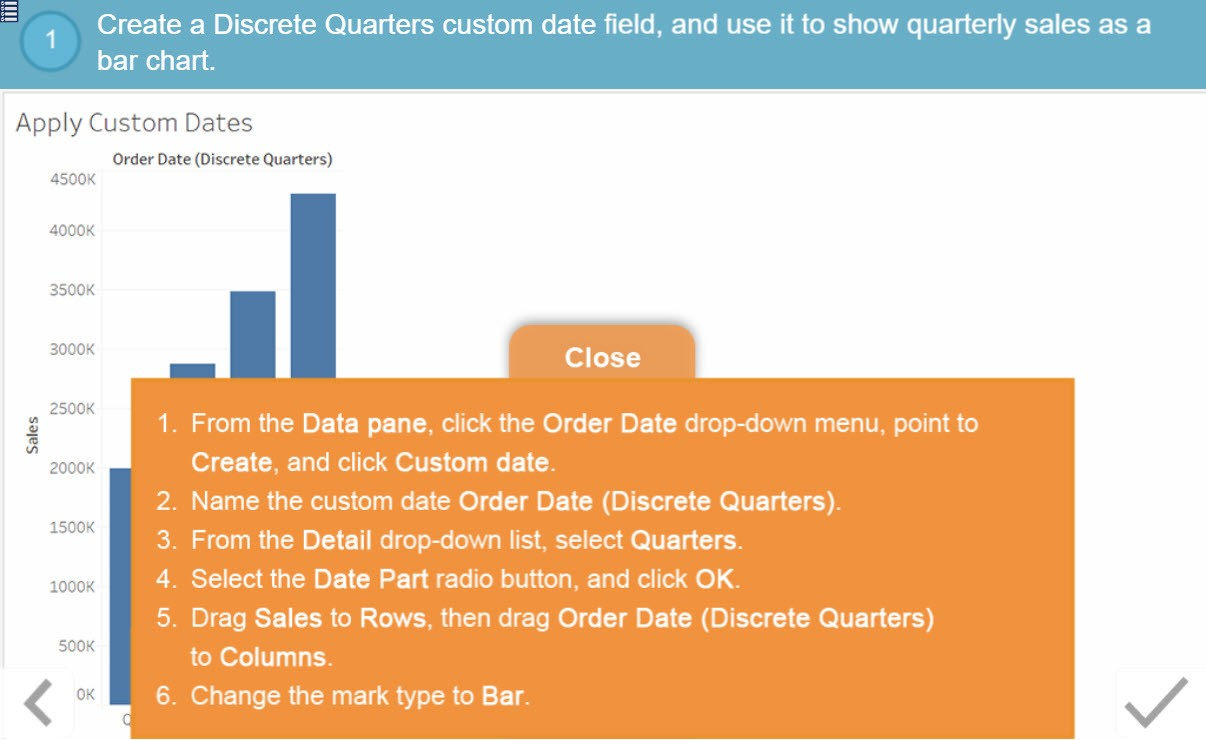 1
Create a Discrete Quarters custom date field, and use it to show quarterly sales as a
bar chart.
Apply Custom Dates
Order Date (Discrete Quarters)
4500K
4000K
3500K
3000K
2500K
2000K
1500K
1000K
500K
0K
Sales
Q
Close
1. From the Data pane, click the Order Date drop-down menu, point to
Create, and click Custom date.
2. Name the custom date Order Date (Discrete Quarters).
3. From the Detail drop-down list, select Quarters.
4. Select the Date Part radio button, and click OK.
5. Drag Sales to Rows, then drag Order Date (Discrete Quarters)
to Columns.
6. Change the mark type to Bar.